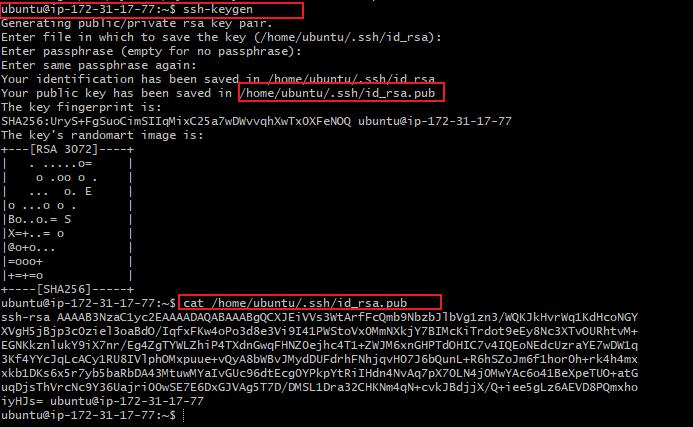 ubuntu@ip-172-31-17-77:~$ ssh-keygen
Generating public/private rsa key pair.
Enter file in which to save the key (/home/ubuntu/.ssh/id_rsa):
Enter passphrase (empty for no passphrase):
Enter same passphrase again:
Your identification has been saved in /home/ubuntu/.ssh/id_rsa
Your public key has been saved in /home/ubuntu/.ssh/id_rsa.pub
The key fingerprint is:
SHA256:UryS+FgSuoCimSIIqMixC25a7wDWvvqhXwTxOXFeNOQ ubuntu@ip-172-31-17-77
The key's randomart image is:
+---[RSA 3072]----+
|   . .....o=     |
|    o .oo o .    |
|   ...  o. E     |
|o ...o o .       |
|Bo..o.= S        |
|X=+..= o         |
|@o+o...          |
|=ooo+            |
|+=+=o            |
+----[SHA256]-----+
ubuntu@ip-172-31-17-77:~$ cat /home/ubuntu/.ssh/id_rsa.pub
ssh-rsa AAAAB3NzaC1yc2EAAAADAQABAAABgQCXJEiVVs3WtArfFcQmb9NbzbJlbVg1zn3/WQKJkHvrWq1KdHcoNGY
XVgH5jBjp3cOziel3oaBdO/IqfxFKw4oPo3d8e3Vi9I41PWStoVxOMmNXkjY7BIMcKiTrdot9eEy8Nc3XTvOURhtvM+
EGNKkznlukY9iX7nr/Eg4ZgTYWLZhiP4TXdnGwqFHNZOejhc4T1+ZWJM6xnGHPTdOHIC7v4IQEoNEdcUzraYE7wDW1q
3Kf4YYcJqLcACy1RU8IVlphOMxpuue+vQyA8bWBvJMydDUFdrhFNhjqvHO7J6bQunL+R6hSZoJm6f1horOh+rk4h4mx
xkb1DKs6x5r7yb5baRbDA43MtuwMYaIvGUc96dtEcgOYPkpYtRiIHdn4NvAq7pX7OLN4jOMwYAc6o41BeXpeTUO+atG
uqDjsThVrcNc9Y36UajriOOwSE7E6DxGJVAg5T7D/DMSL1Dra32CHKNm4qN+cvkJBdjjX/Q+iee5gLz6AEVD8PQmxho
iyHJs= ubuntu@ip-172-31-17-77
ubuntu@ip-172-31-17-77:~$